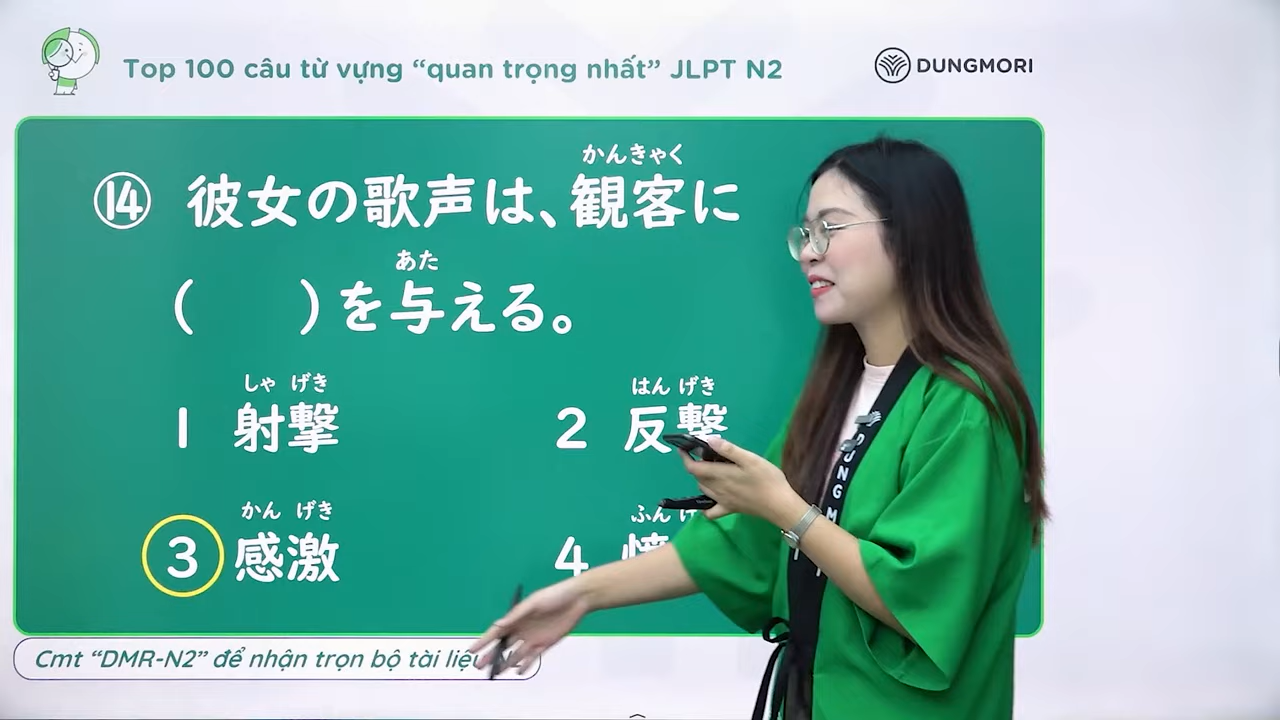 Top 100 câu từ vựng “quan trọng nhất” JLPT N2
DUNGMORI
かんきゃく
⑭ 彼女の歌声は、観客に
あた
( )を与える。
しゃ げき
はん げき
1 射撃
2 反撃
かん げき
ふん
3 感激
4
Cmt “DMR-N2” để nhận trọn bộ tài liệu
DUNG